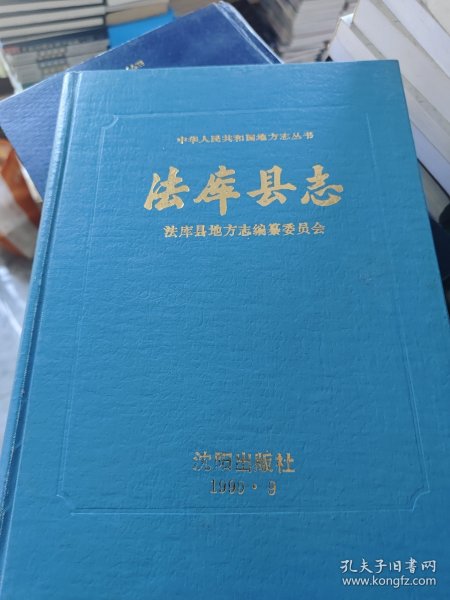 中华人民共和国地方志丛书
法库县志
法库县地方志编纂委员会
沈阳出版社
1990·9
孔夫子旧书网
www.kongfz.com